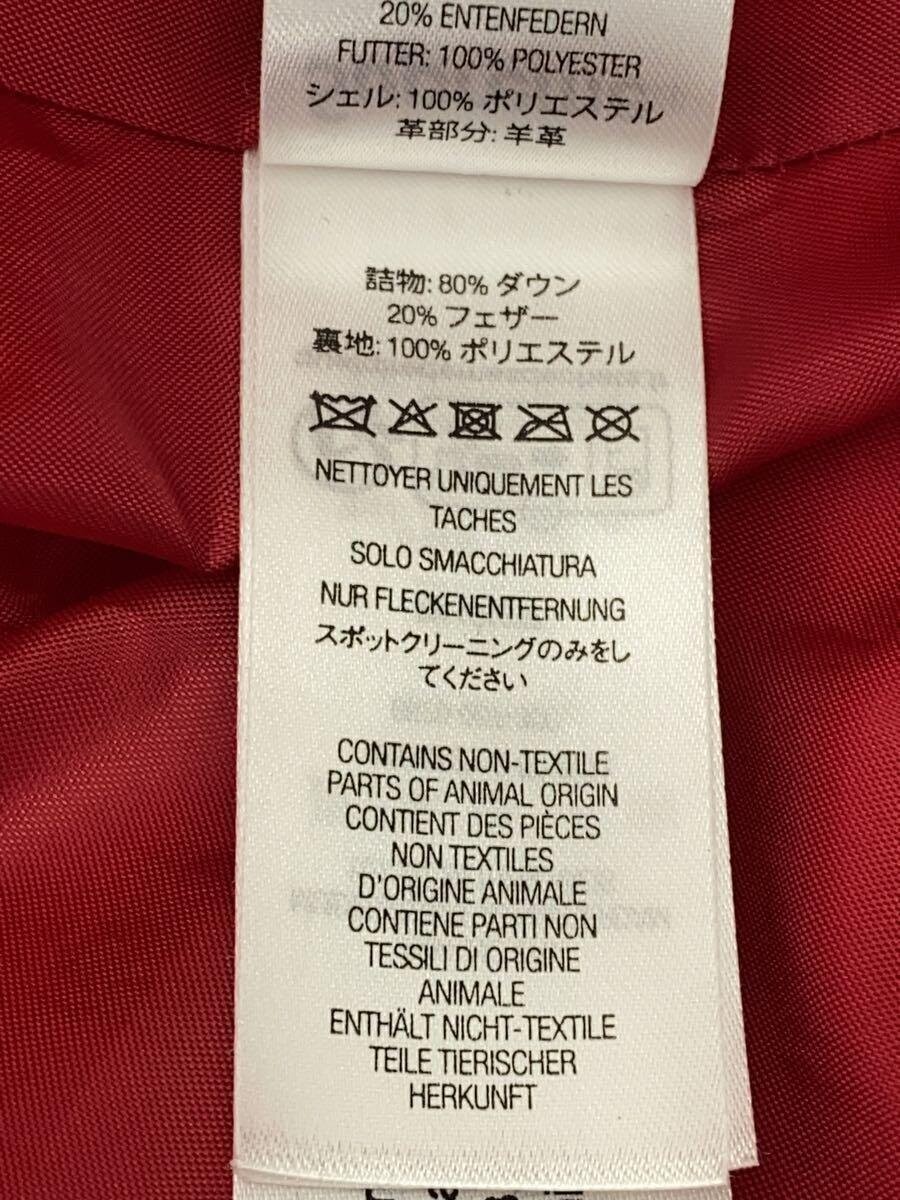 20% ENTENFEDERN
FUTTER: 100% POLYESTER
シェル: 100% ポリエステル
革部分: 羊革
詰物: 80% ダウン
20% フェザー
裏地: 100% ポリエステル
NETTOYER UNIQUEMENT LES
TACHES
SOLO SMACCHIATURA
NUR FLECKENENTFERNUNG
スポットクリーニングのみをし
てください
CONTAINS NON-TEXTILE
PARTS OF ANIMAL ORIGIN
CONTIENT DES PIÈCES
NON TEXTILES
D'ORIGINE ANIMALE
CONTIENE PARTI NON
TESSILI DI ORIGINE
ANIMALE
ENTHÄLT NICHT-TEXTILE
TEILE TIERISCHER
HERKUNFT